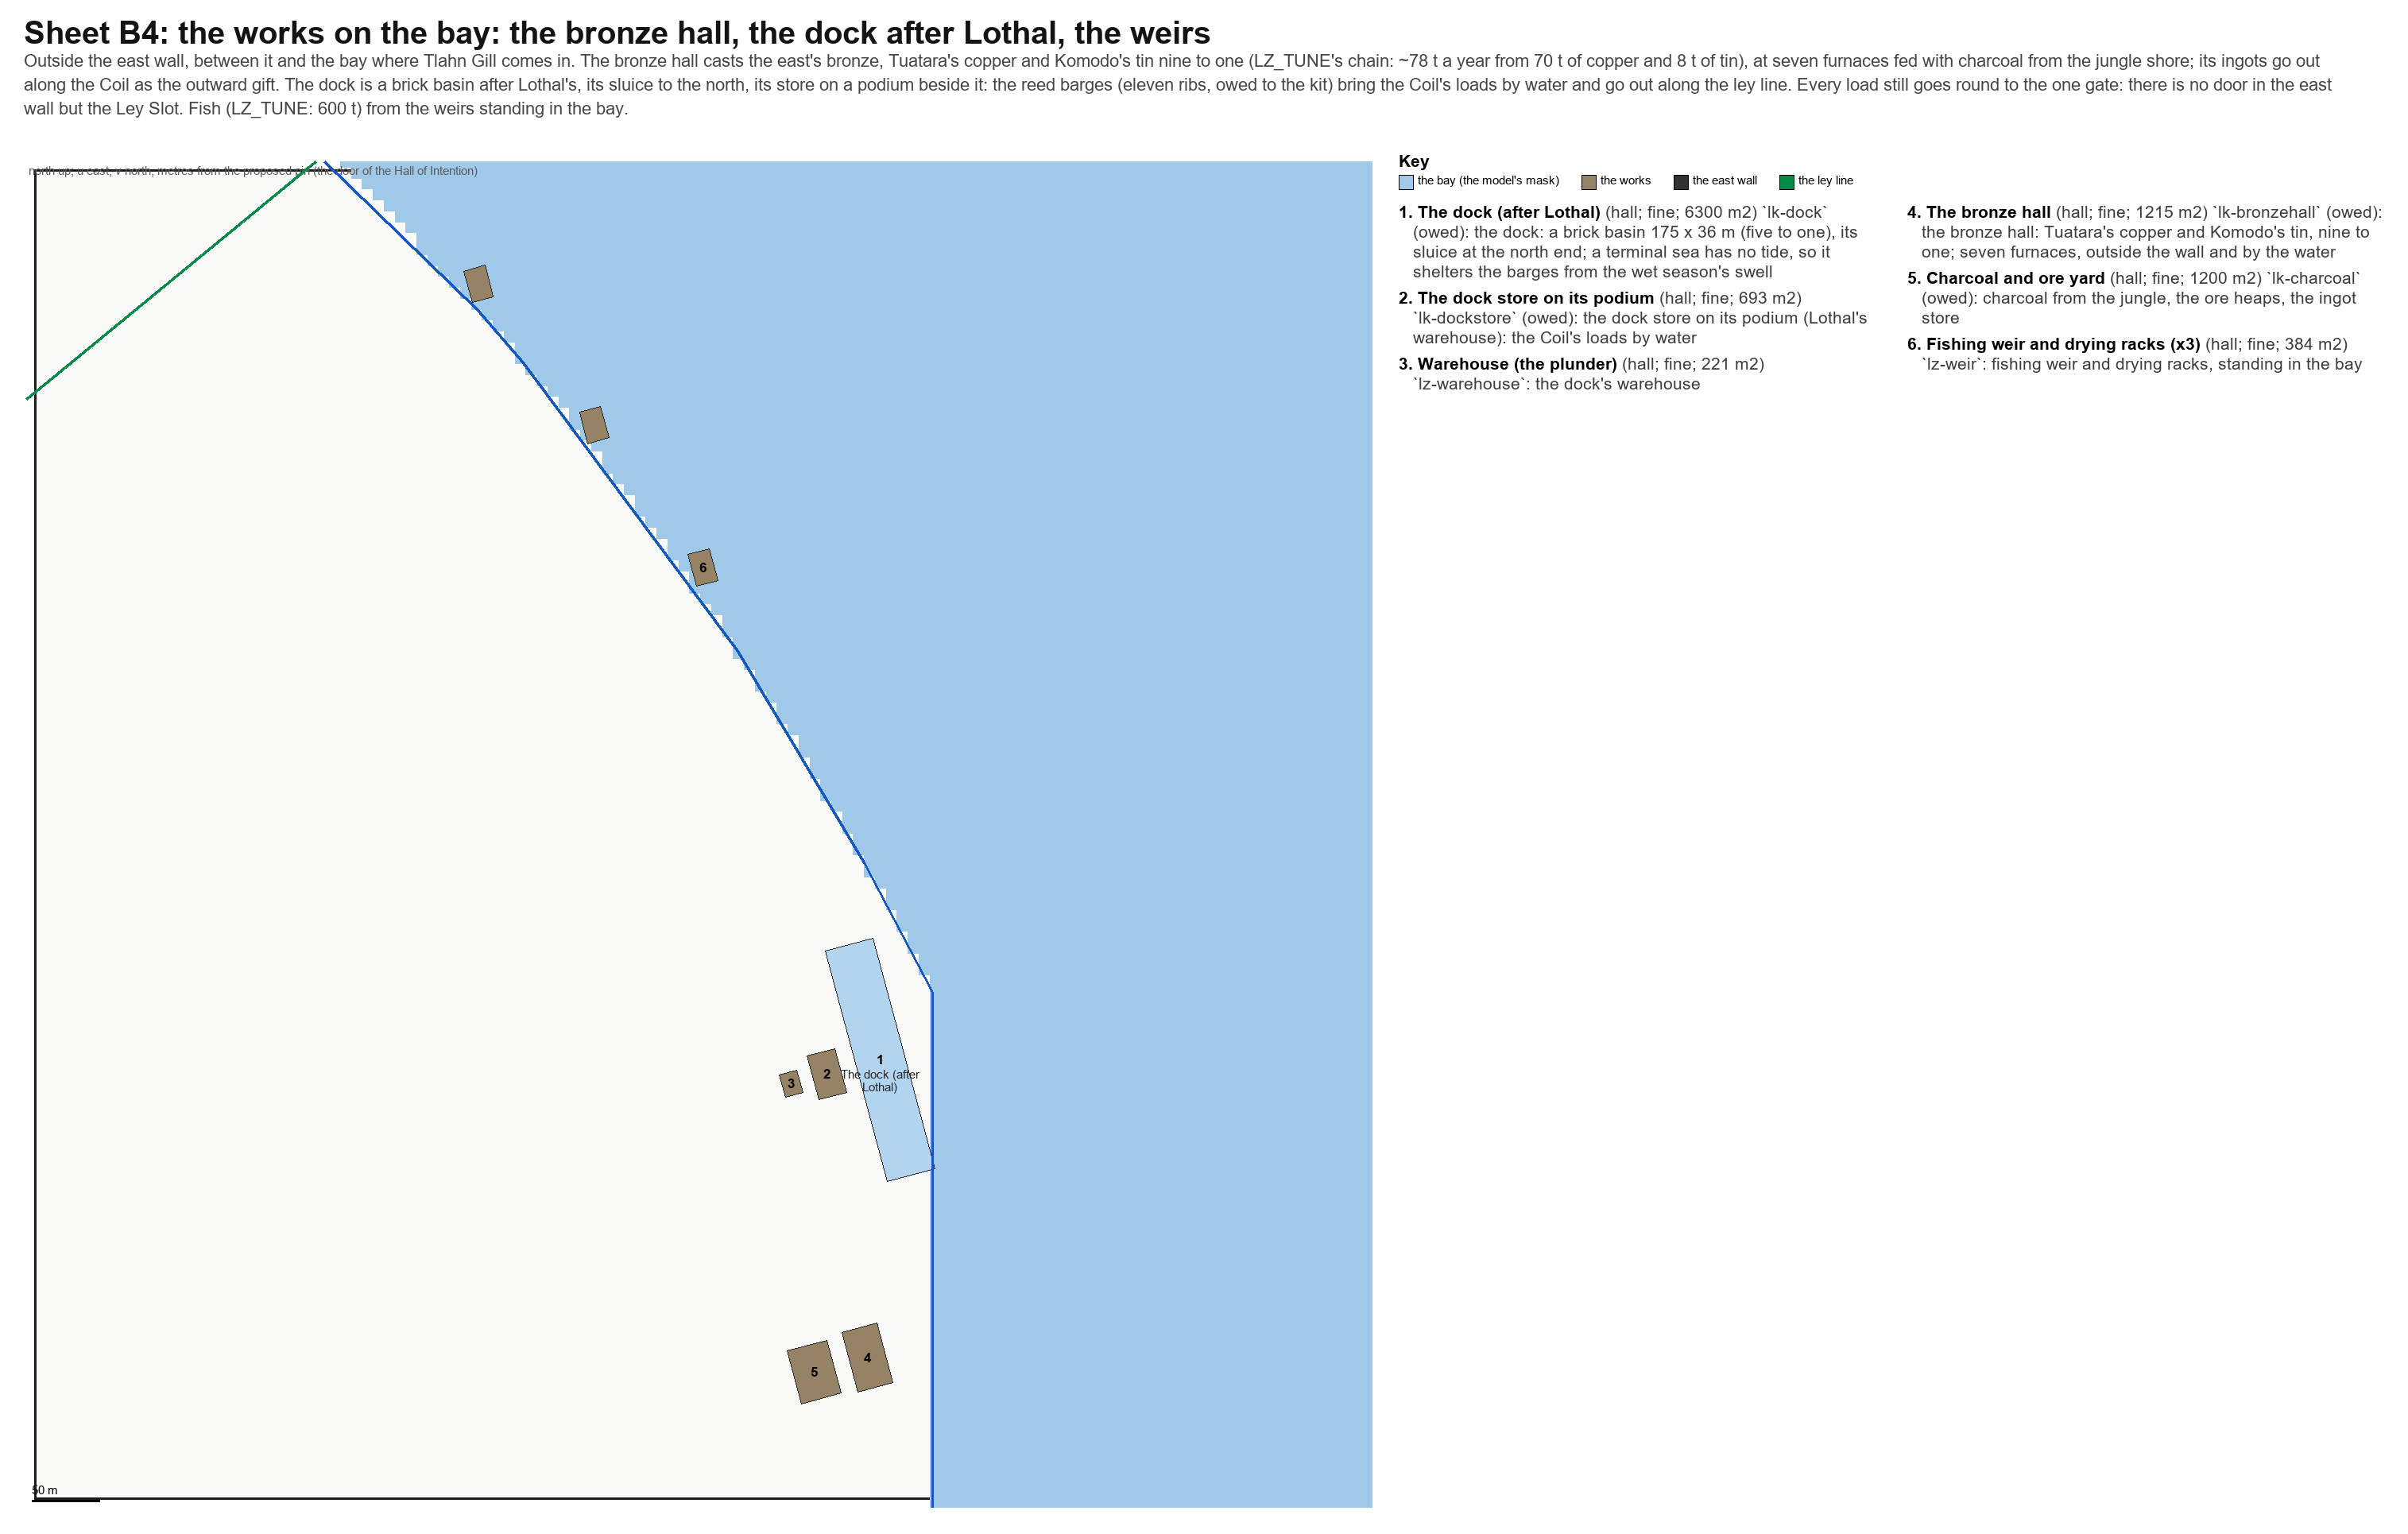 Sheet B4: the works on the bay: the bronze hall, the dock after Lothal, the weirs
Outside the east wall, between it and the bay where Tlahn Gill comes in. The bronze hall casts the east's bronze, Tuatara's copper and Komodo's tin nine to one (LZ_TUNE's chain: ~78 t a year from 70 t of copper and 8 t of tin), at seven furnaces fed with charcoal from the jungle shore; its ingots go out
along the Coil as the outward gift. The dock is a brick basin after Lothal's, its sluice to the north, its store on a podium beside it: the reed barges (eleven ribs, owed to the kit) bring the Coil's loads by water and go out along the ley line. Every load still goes round to the one gate: there is no door in the east
wall but the Ley Slot. Fish (LZ_TUNE: 600 t) from the weirs standing in the bay.
north up, u east, v north, metres from the proposed pin (the door of the Hall of Intention)
6
1
The dock (after
Lothal)
2
3
4
5
50 m
Key
the bay (the model's mask)
the works
the east wall
the ley line
1. The dock (after Lothal) (hall; fine; 6300 m2) `lk-dock`
(owed): the dock: a brick basin 175 x 36 m (five to one), its
sluice at the north end; a terminal sea has no tide, so it
shelters the barges from the wet season's swell
2. The dock store on its podium (hall; fine; 693 m2)
`lk-dockstore` (owed): the dock store on its podium (Lothal's
warehouse): the Coil's loads by water
3. Warehouse (the plunder) (hall; fine; 221 m2)
`lz-warehouse`: the dock's warehouse
4. The bronze hall (hall; fine; 1215 m2) `lk-bronzehall` (owed):
the bronze hall: Tuatara's copper and Komodo's tin, nine to
one; seven furnaces, outside the wall and by the water
5. Charcoal and ore yard (hall; fine; 1200 m2) `lk-charcoal`
(owed): charcoal from the jungle, the ore heaps, the ingot
store
6. Fishing weir and drying racks (x3) (hall; fine; 384 m2)
`lz-weir`: fishing weir and drying racks, standing in the bay